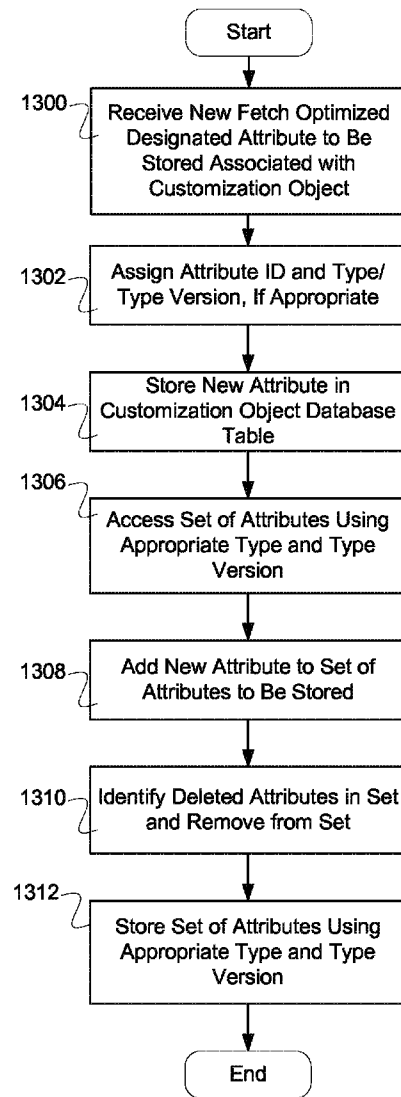 Start
1300
Receive New Fetch Optimized
Designated Attribute to Be
Stored Associated with
Customization Object
1302
Assign Attribute ID and Type/
Type Version, If Appropriate
1304
Store New Attribute in
Customization Object Database
Table
1306
Access Set of Attributes Using
Appropriate Type and Type
Version
1308
Add New Attribute to Set of
Attributes to Be Stored
1310
Identify Deleted Attributes in Set
and Remove from Set
1312
Store Set of Attributes Using
Appropriate Type and Type
Version
End